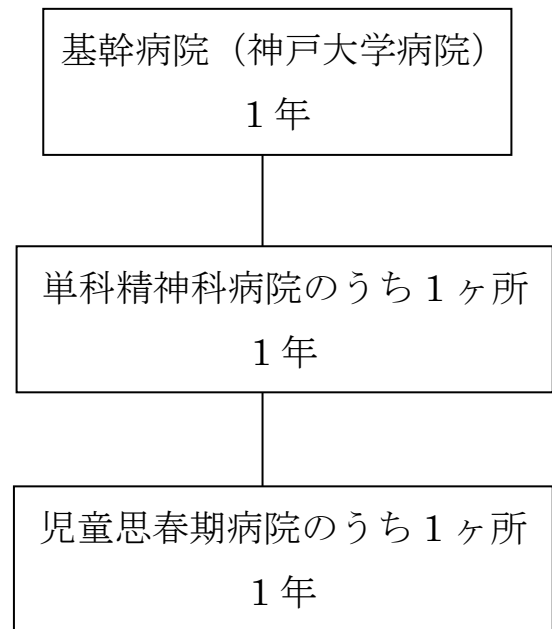 基幹病院（神戸大学病院）
１年
単科精神科病院のうち１ヶ所
１年
児童思春期病院のうち１ヶ所
１年